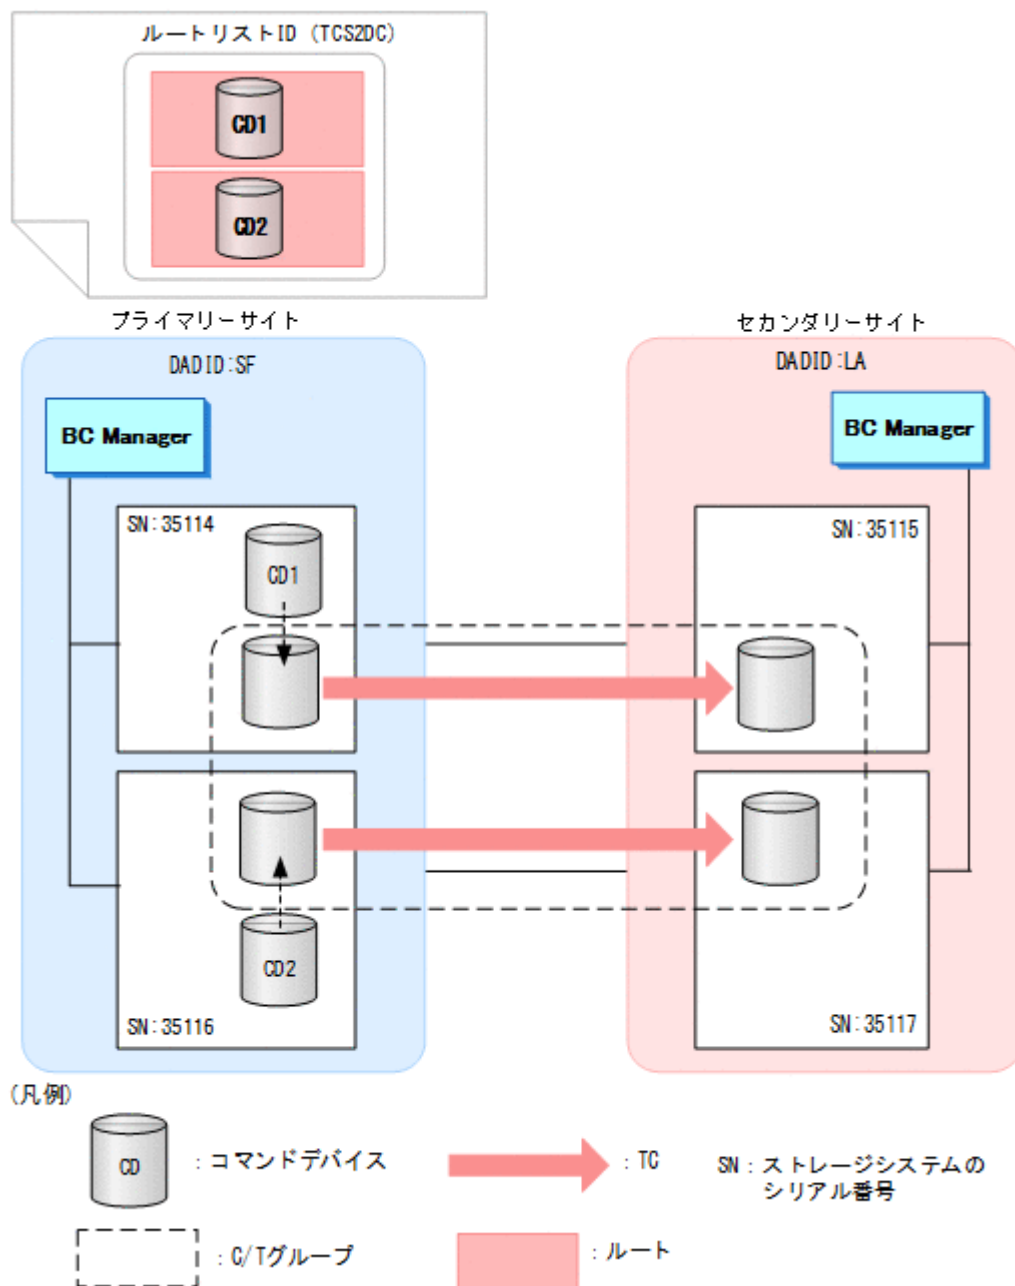 ルートリストID (TCS2DC)
CD1
CD2
プライマリーサイト
セカンダリーサイト
DADID:SF
DADID:LA
BC Manager
BC Manager
SN:35114
CD1
SN:35115
CD2
SN:35116
SN:35117
(凡例)
CD
:コマンドデバイス
:TC
SN:ストレージシステムの
シリアル番号
:C/Tグループ
:ルート